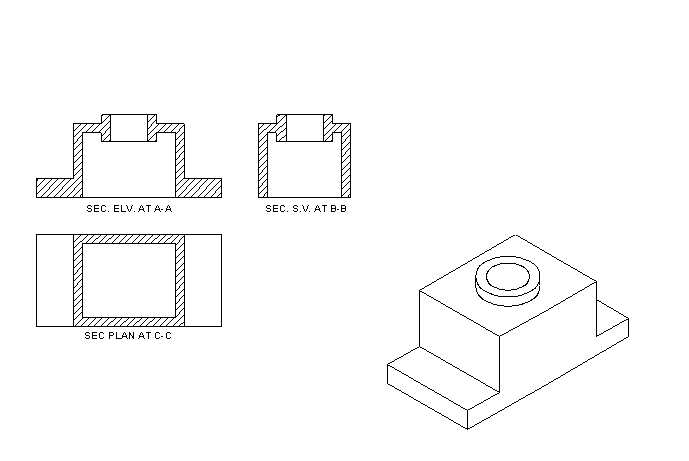 SEC. ELV. AT A-A
SEC. S.V. AT B-B
SEC PLAN AT C-C